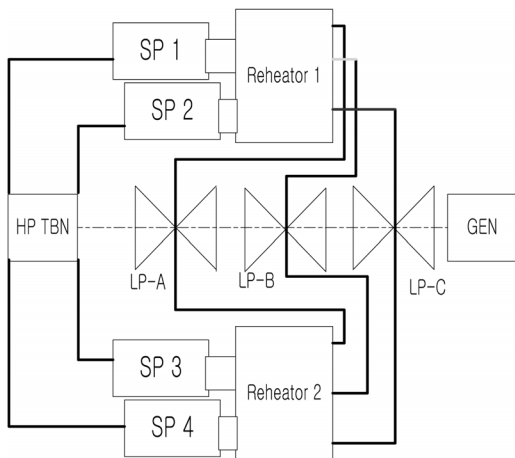 SP 1
Reheator 1
SP 2
HP TBN
GEN
LP-A
LP-B
LP-C
SP 3
Reheator 2
SP 4